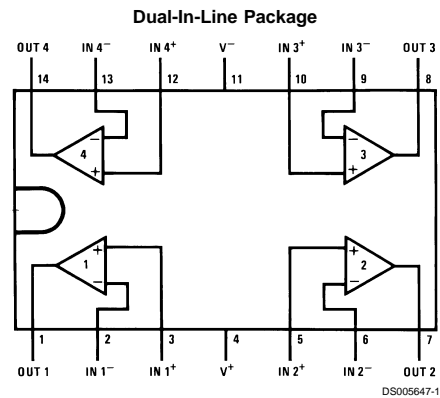 Dual-In-Line Package
OUT 4 IN 4⁻ IN 4⁺ V⁻ IN 3⁺ IN 3⁻ OUT 3
14 13 12 11 10 9 8
4 − + − + 3
1 + − + − 2
1 2 3 4 5 6 7
OUT 1 IN 1⁻ IN 1⁺ V⁺ IN 2⁺ IN 2⁻ OUT 2
DS005647-1